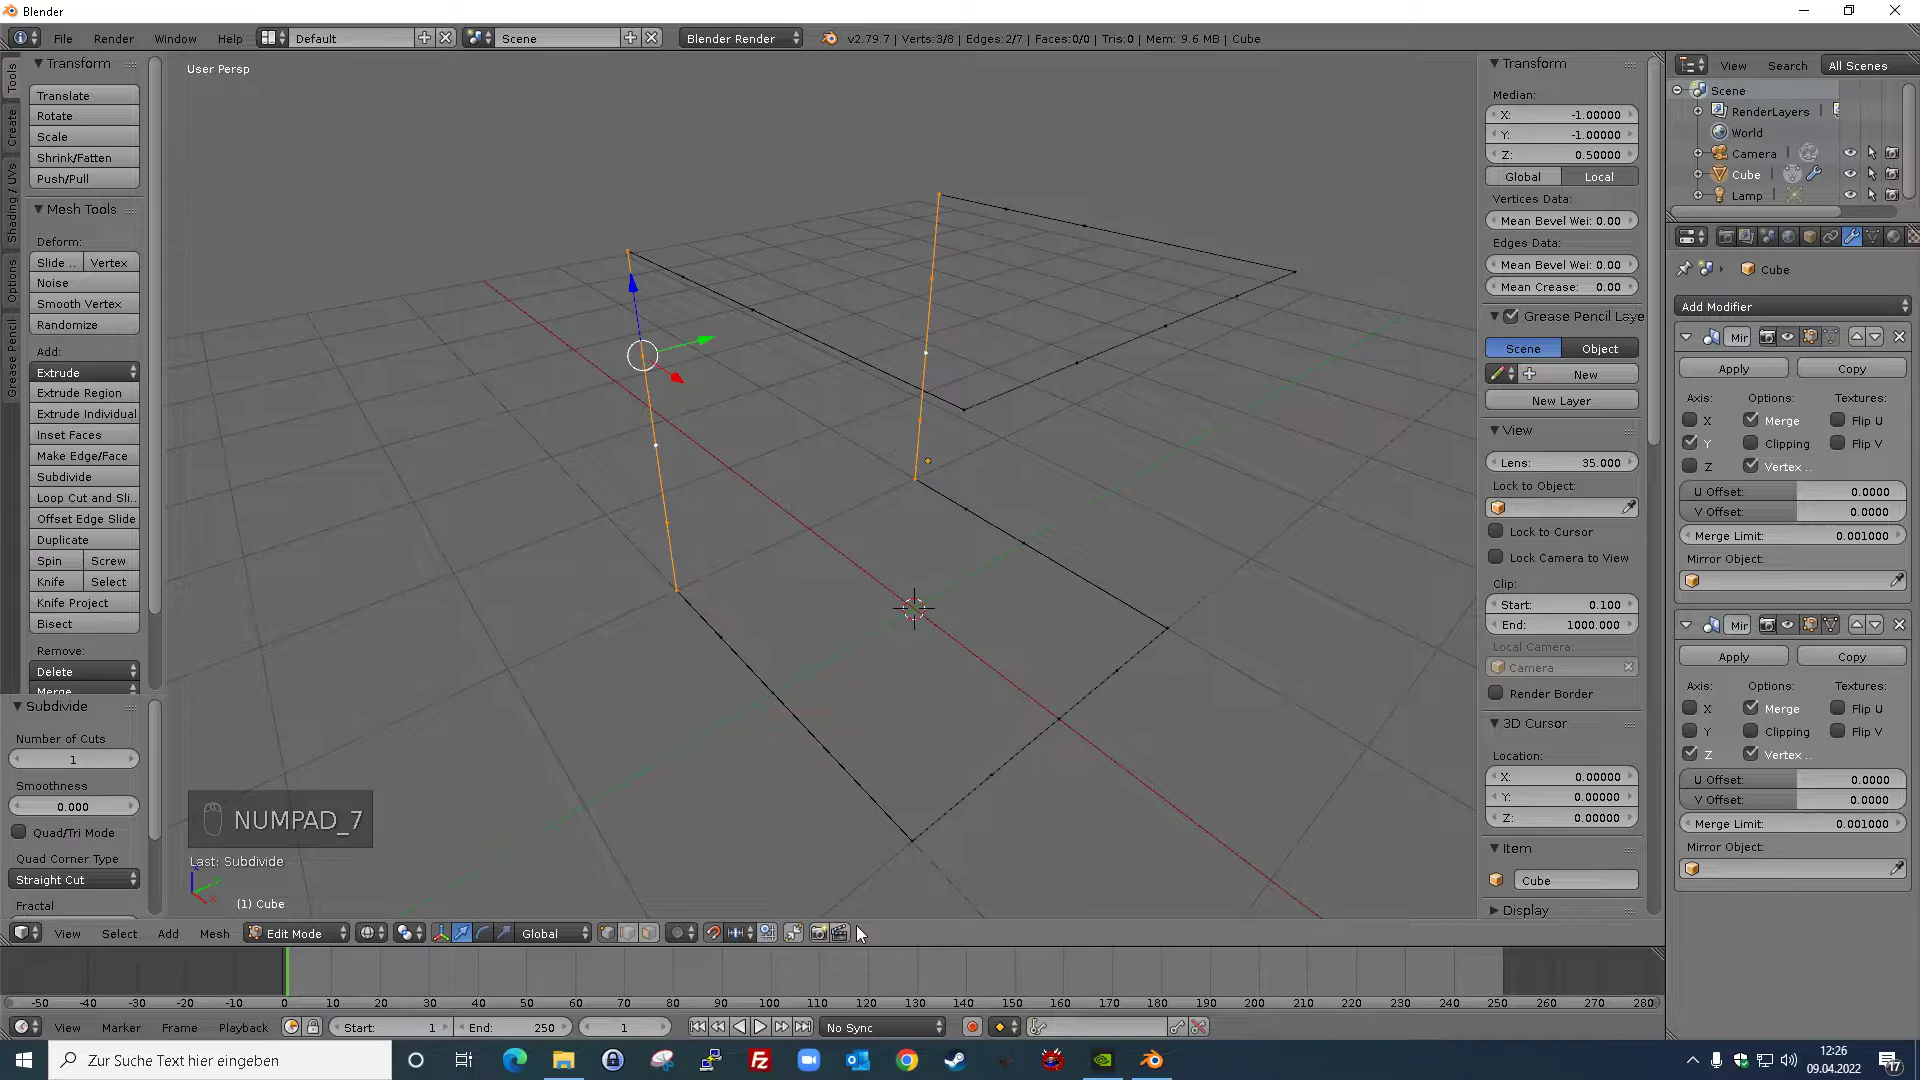 Blender
File Render Window Help Default Scene Blender Render v2.79.7 | Verts:3/8 | Edges:2/7 | Faces:0/0 | Tris:0 | Mem: 9.6 MB | Cube
Tools
Create
Shading / UVs
Options
Grease Pencil
Transform
Translate
Rotate
Scale
Shrink/Fatten
Push/Pull
Mesh Tools
Deform:
Slide .. Vertex
Noise
Smooth Vertex
Randomize
Add:
Extrude
Extrude Region
Extrude Individual
Inset Faces
Make Edge/Face
Subdivide
Loop Cut and Sli..
Offset Edge Slide
Duplicate
Spin Screw
Knife Select
Knife Project
Bisect
Remove:
Delete
Merge
Subdivide
Number of Cuts
1
Smoothness
0.000
Quad/Tri Mode
Quad Corner Type
Straight Cut
Fractal
User Persp
NUMPAD_7
Last: Subdivide
(1) Cube
Transform
Median:
X: -1.00000
Y: -1.00000
Z: 0.50000
Global Local
Vertices Data:
Mean Bevel Wei: 0.00
Edges Data:
Mean Bevel Wei: 0.00
Mean Crease: 0.00
Grease Pencil Laye
Scene Object
New
New Layer
View
Lens: 35.000
Lock to Object:
Lock to Cursor
Lock Camera to View
Clip:
Start: 0.100
End: 1000.000
Local Camera:
Camera
Render Border
3D Cursor
Location:
X: 0.00000
Y: 0.00000
Z: 0.00000
Item
Cube
Display
View Search All Scenes
Scene
RenderLayers
World
Camera
Cube
Lamp
Cube
Add Modifier
Mir
Apply Copy
Axis: Options: Textures:
X Merge Flip U
Y Clipping Flip V
Z Vertex ..
U Offset: 0.0000
V Offset: 0.0000
Merge Limit: 0.001000
Mirror Object:
Mir
Apply Copy
Axis: Options: Textures:
X Merge Flip U
Y Clipping Flip V
Z Vertex ..
U Offset: 0.0000
V Offset: 0.0000
Merge Limit: 0.001000
Mirror Object:
View Select Add Mesh Edit Mode Global
-50 -40 -30 -20 -10 0 10 20 30 40 50 60 70 80 90 100 110 120 130 140 150 160 170 180 190 200 210 220 230 240 250 260 270 280
View Marker Frame Playback Start: 1 End: 250 1 No Sync
Zur Suche Text hier eingeben
12:26
09.04.2022
17